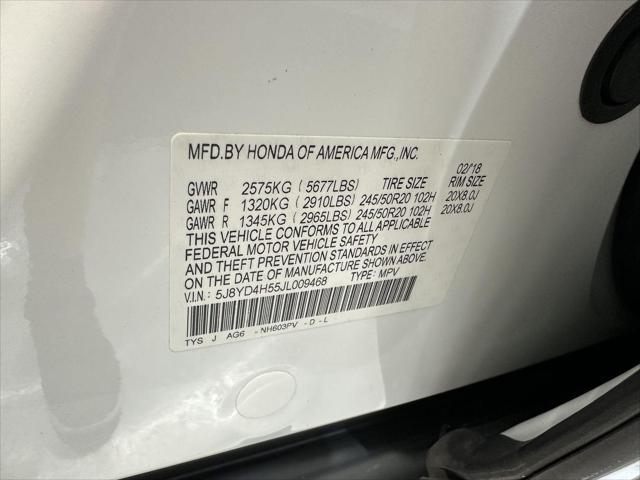 MFD.BY HONDA OF AMERICA MFG.,INC.
02/'18
GVWR 2575KG ( 5677LBS ) TIRE SIZE RIM SIZE
GAWR F 1320KG ( 2910LBS ) 245/50R20 102H 20X8.0J
GAWR R 1345KG ( 2965LBS ) 245/50R20 102H 20X8.0J
THIS VEHICLE CONFORMS TO ALL APPLICABLE
FEDERAL MOTOR VEHICLE SAFETY
AND THEFT PREVENTION STANDARDS IN EFFECT
ON THE DATE OF MANUFACTURE SHOWN ABOVE.
V.I.N.: 5J8YD4H55JL009468 TYPE: MPV
TYS J AG6 - NH603PV - D - L